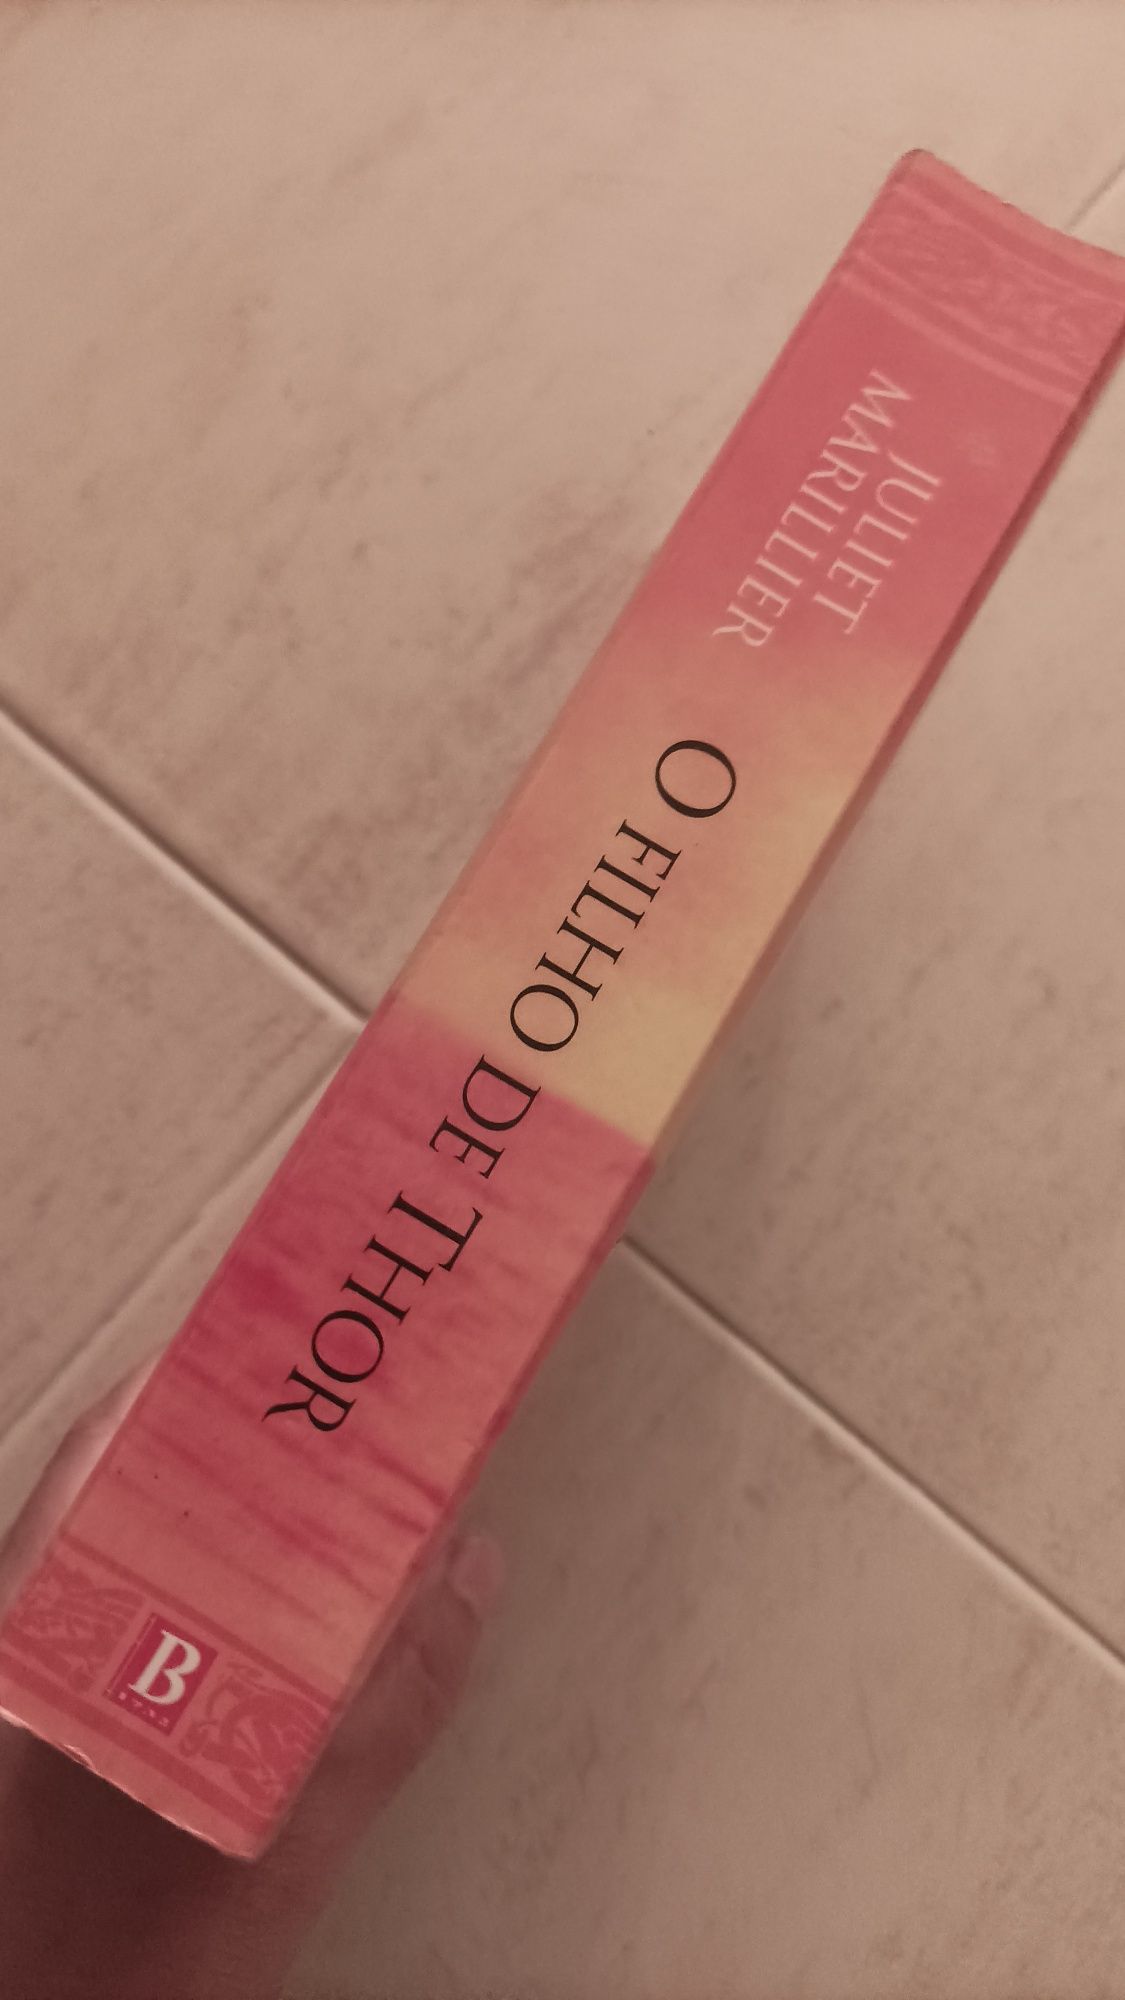 JULIET
MARILLIER
O FILHO DE THOR
B